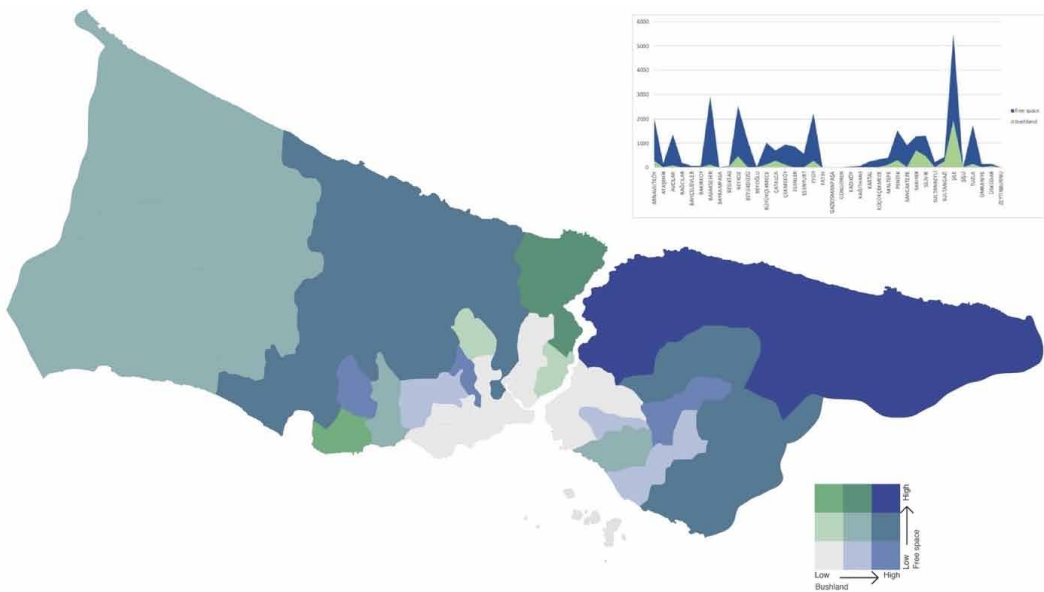 6000
5000
4000
3000
2000
1000
0
Free space
bushland
ARNAVUTKÖY
ATAŞEHİR
AVCILAR
BAĞCILAR
BAHÇELİEVLER
BAKIRKÖY
BAŞAKŞEHİR
BAYRAMPAŞA
BEŞİKTAŞ
BEYKOZ
BEYLİKDÜZÜ
BEYOĞLU
BÜYÜKÇEKMECE
ÇATALCA
ÇEKMEKÖY
ESENLER
ESENYURT
EYÜP
FATİH
GAZİOSMANPAŞA
GÜNGÖREN
KADIKÖY
KAĞITHANE
KARTAL
KÜÇÜKÇEKMECE
MALTEPE
PENDİK
SANCAKTEPE
SARIYER
SİLİVRİ
SULTANBEYLİ
SULTANGAZİ
ŞİLE
ŞİŞLİ
TUZLA
ÜMRANİYE
ÜSKÜDAR
ZEYTİNBURNU
High
Low
Free space
Low
High
Bushland